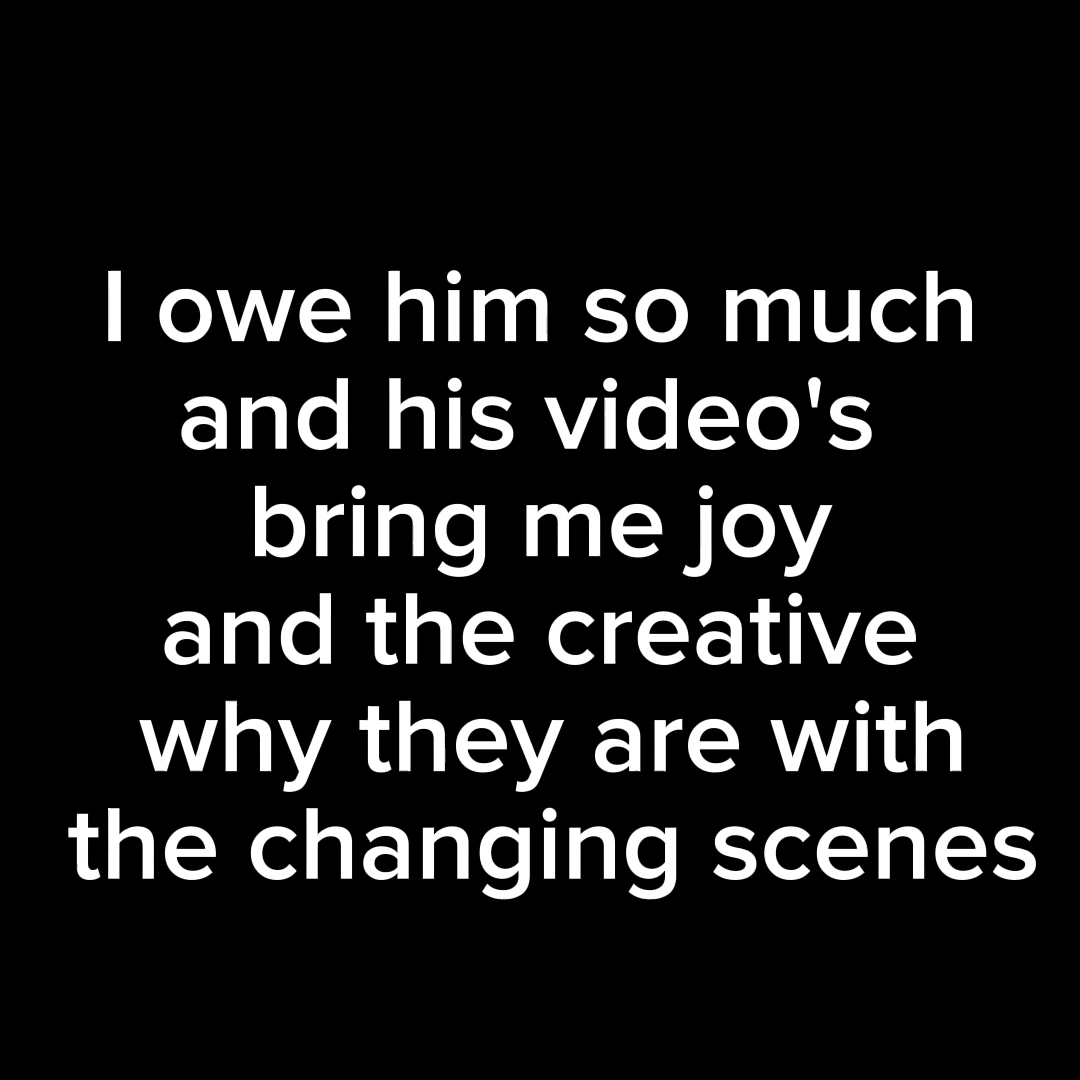 I owe him so much
and his video's
bring me joy
and the creative
why they are with
the changing scenes